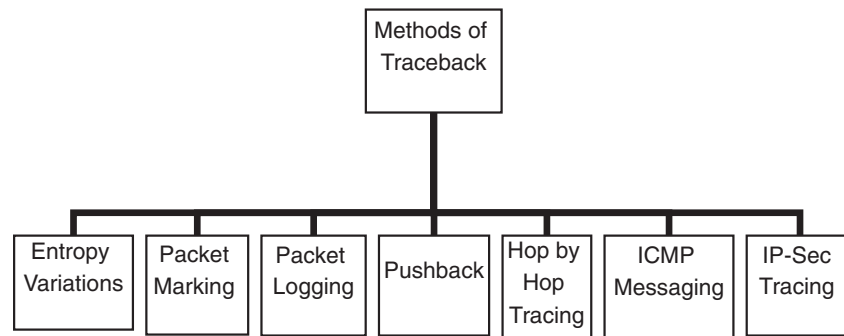 Methods of
Traceback
Entropy
Variations
Packet
Marking
Packet
Logging
Pushback
Hop by
Hop
Tracing
ICMP
Messaging
IP-Sec
Tracing